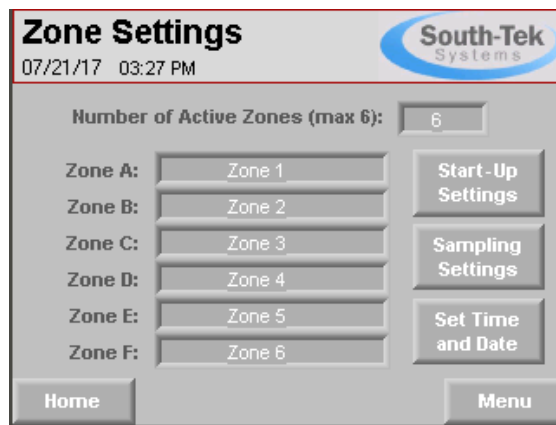 Zone Settings
07/21/17 03:27 PM
South-Tek
Systems
Number of Active Zones (max 6): 6
Zone A: Zone 1
Zone B: Zone 2
Zone C: Zone 3
Zone D: Zone 4
Zone E: Zone 5
Zone F: Zone 6
Start-Up
Settings
Sampling
Settings
Set Time
and Date
Home
Menu